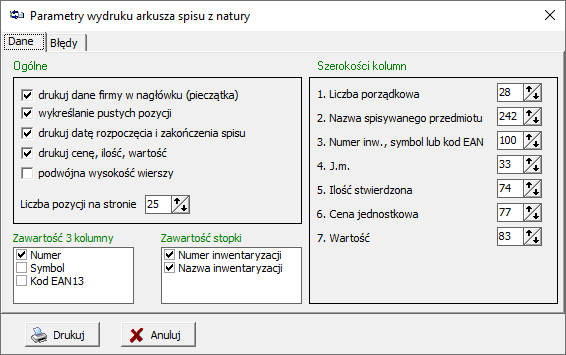 Parametry wydruku arkusza spisu z natury
Dane
Błędy
Ogólne
drukuj dane firmy w nagłówku (pieczątka)
wykreślanie pustych pozycji
drukuj datę rozpoczęcia i zakończenia spisu
drukuj cenę, ilość, wartość
podwójna wysokość wierszy
Liczba pozycji na stronie 25
Zawartość 3 kolumny
Numer
Symbol
Kod EAN13
Zawartość stopki
Numer inwentaryzacji
Nazwa inwentaryzacji
Szerokości kolumn
1. Liczba porządkowa 28
2. Nazwa spisywanego przedmiotu 242
3. Numer inw., symbol lub kod EAN 100
4. J.m. 33
5. Ilość stwierdzona 74
6. Cena jednostkowa 77
7. Wartość 83
Drukuj
Anuluj